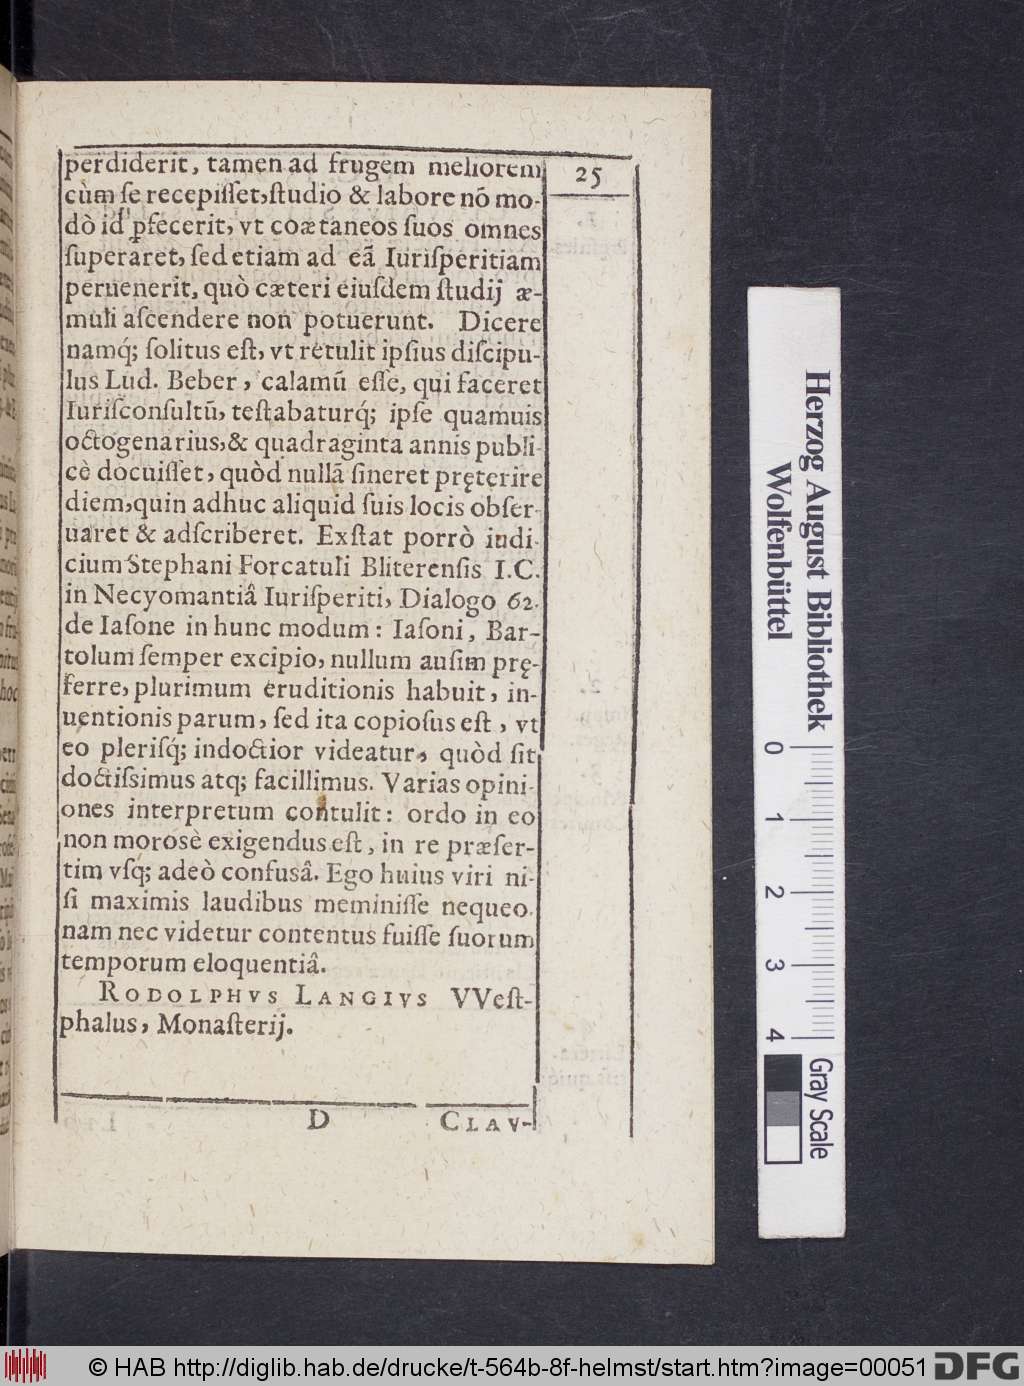 25
perdiderit, tamen ad frugem meliorem
cùm ſe recepiſſet, ſtudio & labore nõ mo-
dò id ꝓfecerit, vt coætaneos ſuos omnes
ſuperaret, ſed etiam ad eã Iuriſperitiam
peruenerit, quò cæteri eiuſdem ſtudij æ-
muli aſcendere non potuerunt. Dicere
namq́; ſolitus eſt, vt retulit ipſius diſcipu-
lus Lud. Beber, calamũ eſſe, qui faceret
Iuriſconſultũ, teſtabaturq́; ipſe quamuis
octogenarius, & quadraginta annis publi-
cè docuiſſet, quòd nullã ſineret pręterire
diem, quin adhuc aliquid ſuis locis obſer-
uaret & adſcriberet. Exſtat porrò iudi-
cium Stephani Forcatuli Bliterenſis I.C.
in Necyomantiâ Iuriſperiti, Dialogo 62.
de Iaſone in hunc modum: Iaſoni, Bar-
tolum ſemper excipio, nullum auſim prę-
ferre, plurimum eruditionis habuit, in-
uentionis parum, ſed ita copioſus eſt, vt
eo pleriſq́; indoctior videatur, quòd ſit
doctiſsimus atq; facillimus. Varias opini-
ones interpretum contulit: ordo in eo
non morosè exigendus eſt, in re præſer-
tim vſq; adeò confusâ. Ego huius viri ni-
ſi maximis laudibus meminiſſe nequeo.
nam nec videtur contentus fuiſſe ſuorum
temporum eloquentiâ.
RODOLPHVS LANGIVS VVeſt-
phalus, Monaſterij.
D CLAV-
Herzog August Bibliothek
Wolfenbüttel
0 1 2 3 4
Gray Scale
© HAB http://diglib.hab.de/drucke/t-564b-8f-helmst/start.htm?image=00051
DFG